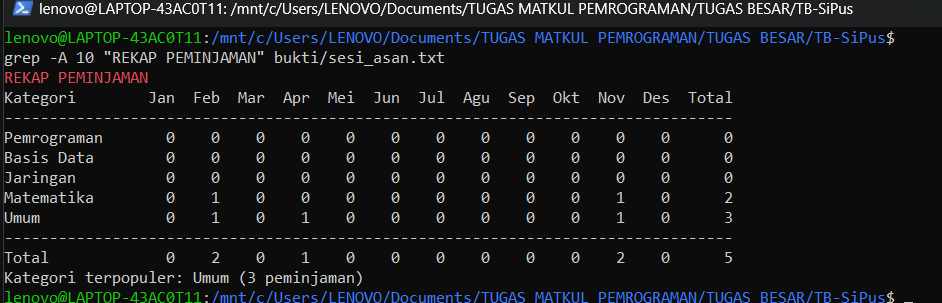 lenovo@LAPTOP-43AC0T11: /mnt/c/Users/LENOVO/Documents/TUGAS MATKUL PEMROGRAMAN/TUGAS BESAR/TB-SiPus
lenovo@LAPTOP-43AC0T11:/mnt/c/Users/LENOVO/Documents/TUGAS MATKUL PEMROGRAMAN/TUGAS BESAR/TB-SiPus$
grep -A 10 "REKAP PEMINJAMAN" bukti/sesi_asan.txt
REKAP PEMINJAMAN
Kategori Jan Feb Mar Apr Mei Jun Jul Agu Sep Okt Nov Des Total
-------------------------------------------------------------------------
Pemrograman 0 0 0 0 0 0 0 0 0 0 0 0 0
Basis Data 0 0 0 0 0 0 0 0 0 0 0 0 0
Jaringan 0 0 0 0 0 0 0 0 0 0 0 0 0
Matematika 0 1 0 0 0 0 0 0 0 0 1 0 2
Umum 0 1 0 1 0 0 0 0 0 0 1 0 3
-------------------------------------------------------------------------
Total 0 2 0 1 0 0 0 0 0 0 2 0 5
Kategori terpopuler: Umum (3 peminjaman)
lenovo@LAPTOP-43AC0T11:/mnt/c/Users/LENOVO/Documents/TUGAS MATKUL PEMROGRAMAN/TUGAS BESAR/TB-SiPus$ _